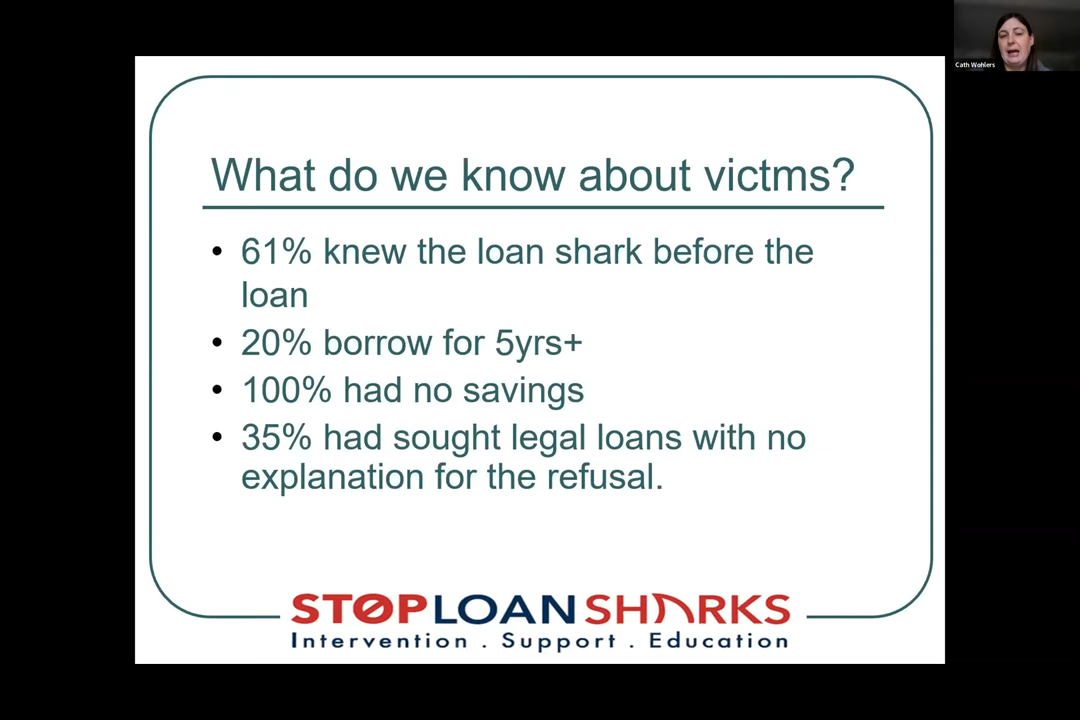 Cath Wohlers
What do we know about victms?
• 61% knew the loan shark before the
loan
• 20% borrow for 5yrs+
• 100% had no savings
• 35% had sought legal loans with no
explanation for the refusal.
STOP LOAN SHARKS
Intervention . Support . Education